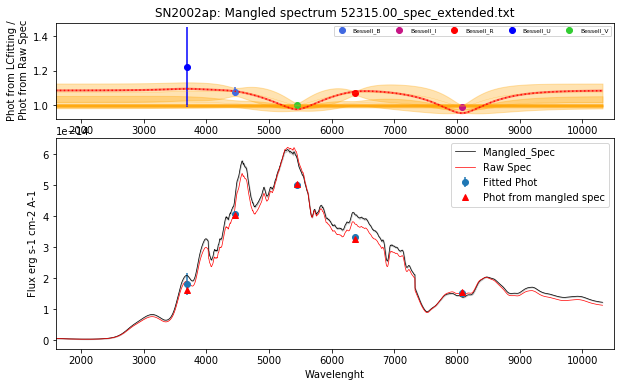 SN2002ap: Mangled spectrum 52315.00_spec_extended.txt
Phot from LCfitting /
Phot from Raw Spec
1.4
1.2
1.0
Bessell_B
Bessell_I
Bessell_R
Bessell_U
Bessell_V
2000 3000 4000 5000 6000 7000 8000 9000 10000
Flux erg s-1 cm-2 A-1
6
5
4
3
2
1
0
Mangled_Spec
Raw Spec
Fitted Phot
Phot from mangled spec
2000 3000 4000 5000 6000 7000 8000 9000 10000
Wavelenght